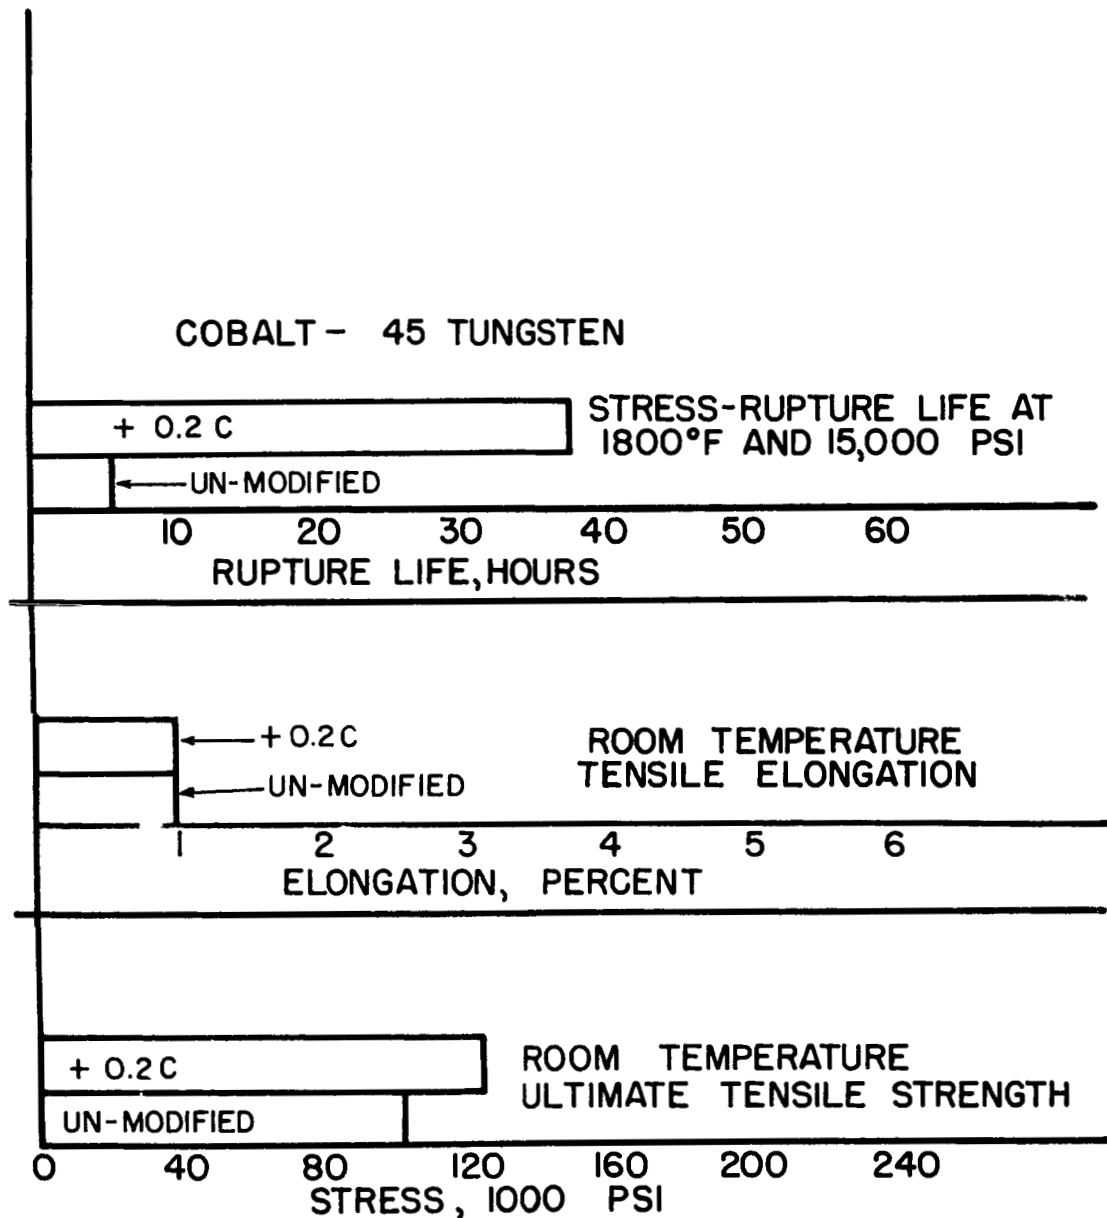 COBALT - 45 TUNGSTEN
+ 0.2 C
STRESS-RUPTURE LIFE AT
1800°F AND 15,000 PSI
UN-MODIFIED
10 20 30 40 50 60
RUPTURE LIFE, HOURS
+ 0.2 C
UN-MODIFIED
ROOM TEMPERATURE
TENSILE ELONGATION
1 2 3 4 5 6
ELONGATION, PERCENT
+ 0.2 C
UN-MODIFIED
ROOM TEMPERATURE
ULTIMATE TENSILE STRENGTH
0 40 80 120 160 200 240
STRESS, 1000 PSI